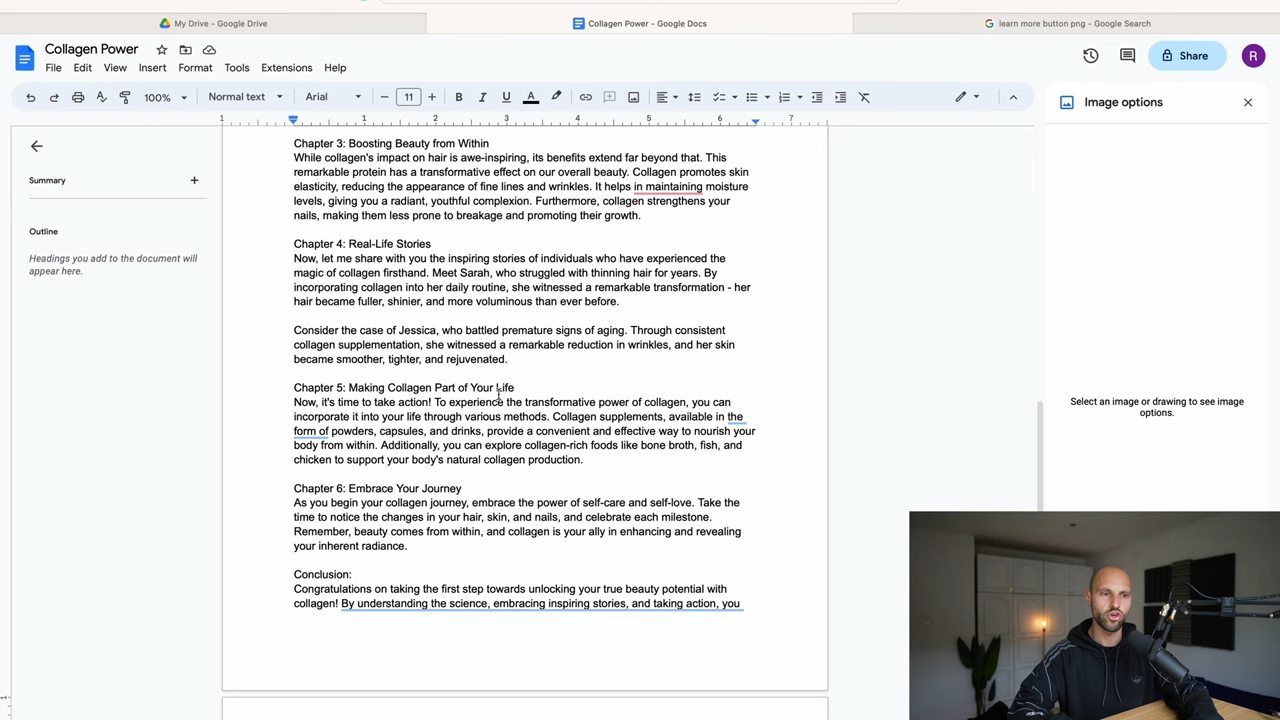 My Drive - Google Drive
Collagen Power - Google Docs
learn more button png - Google Search
Collagen Power
Share
R
File Edit View Insert Format Tools Extensions Help
100% Normal text Arial 11
Image options
1 1 2 3 4 5 6 7
Summary
Outline
Headings you add to the document will
appear here.
Chapter 3: Boosting Beauty from Within
While collagen's impact on hair is awe-inspiring, its benefits extend far beyond that. This
remarkable protein has a transformative effect on our overall beauty. Collagen promotes skin
elasticity, reducing the appearance of fine lines and wrinkles. It helps in maintaining moisture
levels, giving you a radiant, youthful complexion. Furthermore, collagen strengthens your
nails, making them less prone to breakage and promoting their growth.
Chapter 4: Real-Life Stories
Now, let me share with you the inspiring stories of individuals who have experienced the
magic of collagen firsthand. Meet Sarah, who struggled with thinning hair for years. By
incorporating collagen into her daily routine, she witnessed a remarkable transformation - her
hair became fuller, shinier, and more voluminous than ever before.
Consider the case of Jessica, who battled premature signs of aging. Through consistent
collagen supplementation, she witnessed a remarkable reduction in wrinkles, and her skin
became smoother, tighter, and rejuvenated.
Chapter 5: Making Collagen Part of Your Life
Now, it's time to take action! To experience the transformative power of collagen, you can
incorporate it into your life through various methods. Collagen supplements, available in the
form of powders, capsules, and drinks, provide a convenient and effective way to nourish your
body from within. Additionally, you can explore collagen-rich foods like bone broth, fish, and
chicken to support your body's natural collagen production.
Chapter 6: Embrace Your Journey
As you begin your collagen journey, embrace the power of self-care and self-love. Take the
time to notice the changes in your hair, skin, and nails, and celebrate each milestone.
Remember, beauty comes from within, and collagen is your ally in enhancing and revealing
your inherent radiance.
Conclusion:
Congratulations on taking the first step towards unlocking your true beauty potential with
collagen! By understanding the science, embracing inspiring stories, and taking action, you
Select an image or drawing to see image
options.